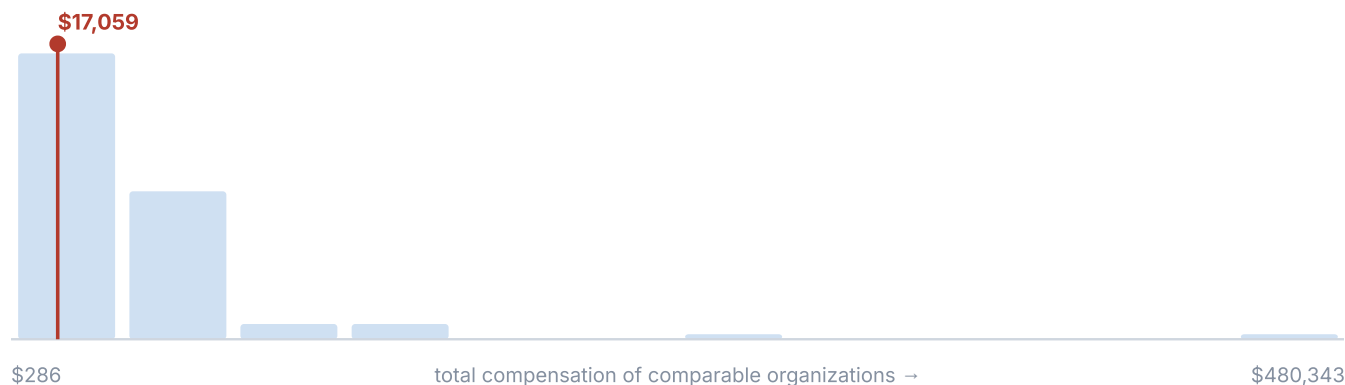 $17,059
$286 total compensation of comparable organizations → $480,343